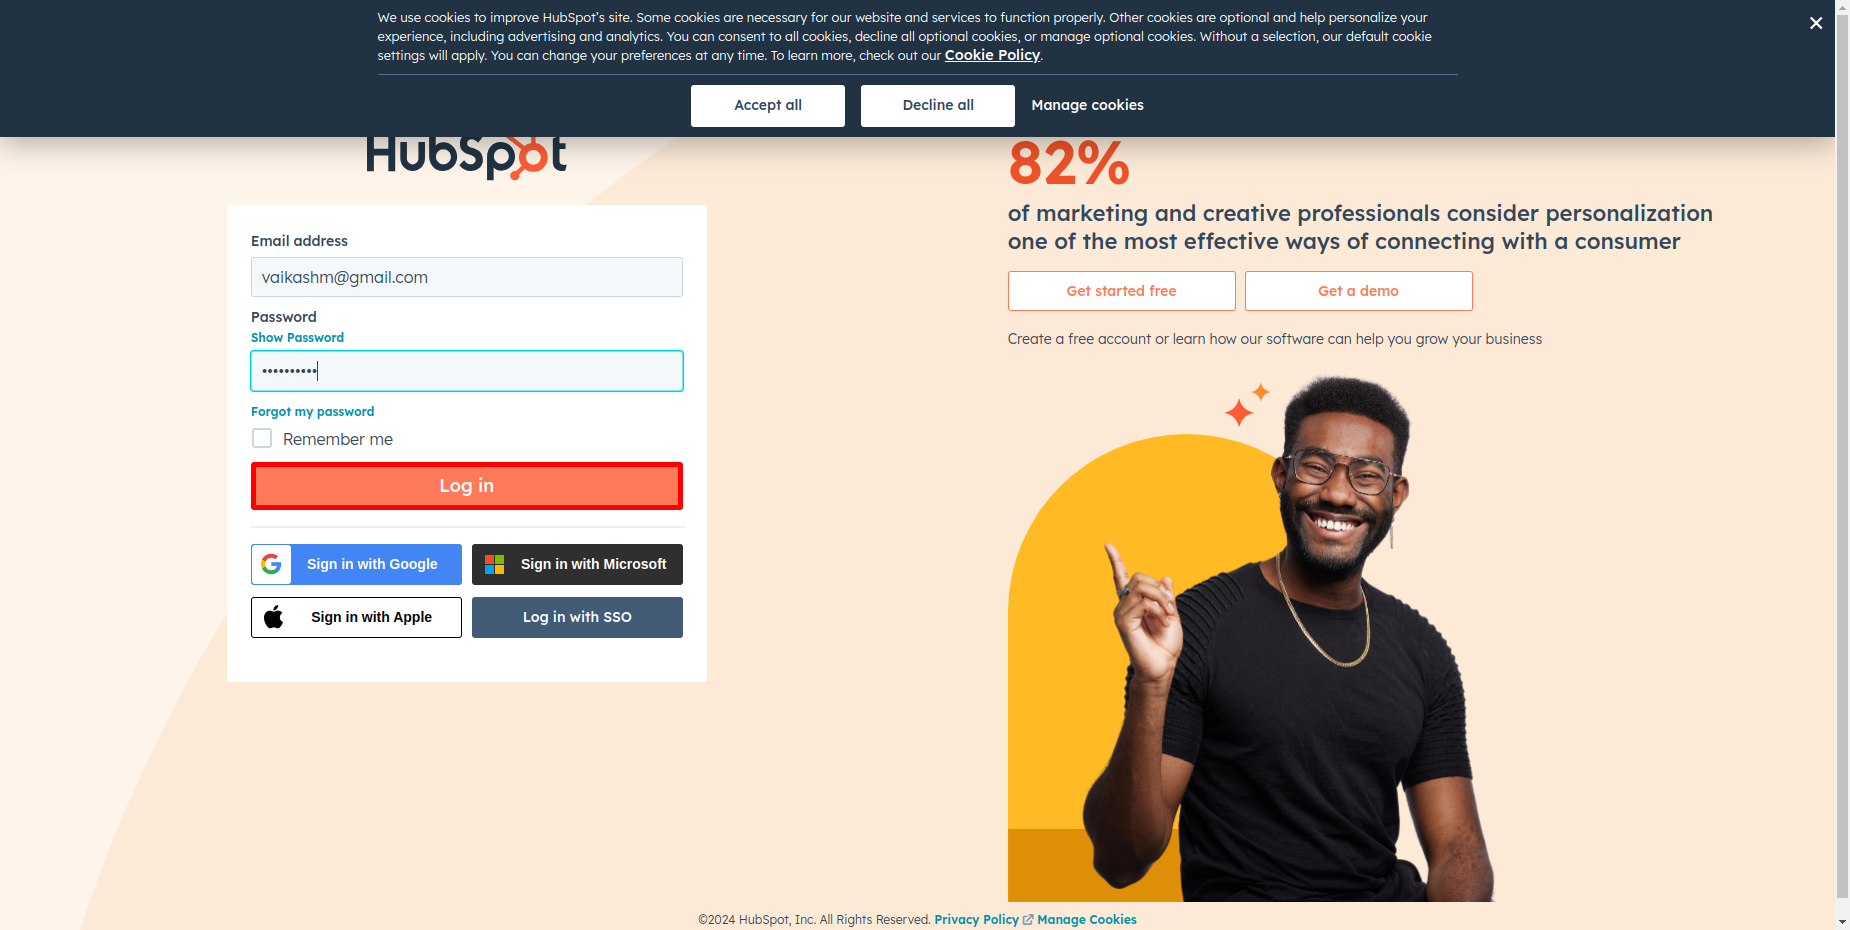 We use cookies to improve HubSpot's site. Some cookies are necessary for our website and services to function properly. Other cookies are optional and help personalize your
experience, including advertising and analytics. You can consent to all cookies, decline all optional cookies, or manage optional cookies. Without a selection, our default cookie
settings will apply. You can change your preferences at any time. To learn more, check out our Cookie Policy.
Accept all
Decline all
Manage cookies
HubSpot
Email address
vaikashm@gmail.com
Password
Show Password
••••••••••
Forgot my password
Remember me
Log in
Sign in with Google
Sign in with Microsoft
Sign in with Apple
Log in with SSO
82%
of marketing and creative professionals consider personalization
one of the most effective ways of connecting with a consumer
Get started free
Get a demo
Create a free account or learn how our software can help you grow your business
©2024 HubSpot, Inc. All Rights Reserved. Privacy Policy Manage Cookies